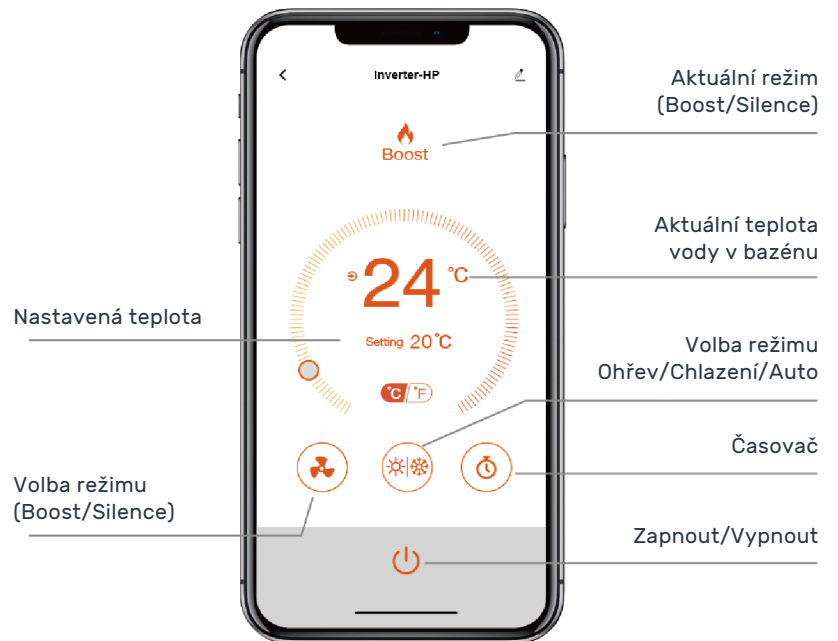 Inverter-HP
Boost
24 °C
Setting 20°C
°C/°F
Aktuální režim
(Boost/Silence)
Aktuální teplota
vody v bazénu
Nastavená teplota
Volba režimu
Ohřev/Chlazení/Auto
Časovač
Volba režimu
(Boost/Silence)
Zapnout/Vypnout